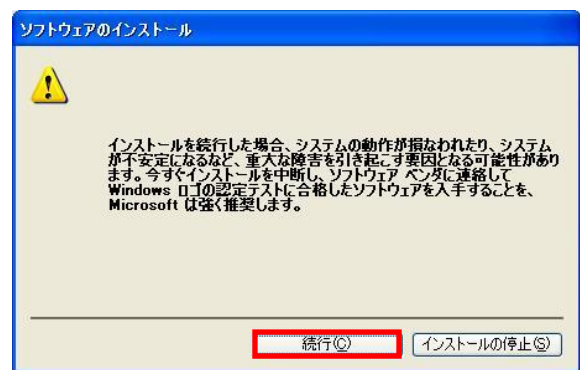 ソフトウェアのインストール
インストールを続行した場合、システムの動作が損なわれたり、システム
が不安定になるなど、重大な障害を引き起こす要因となる可能性があり
ます。今すぐインストールを中断し、ソフトウェア ベンダに連絡して
Windows ロゴの認定テストに合格したソフトウェアを入手することを、
Microsoft は強く推奨します。
続行(C)
インストールの停止(S)